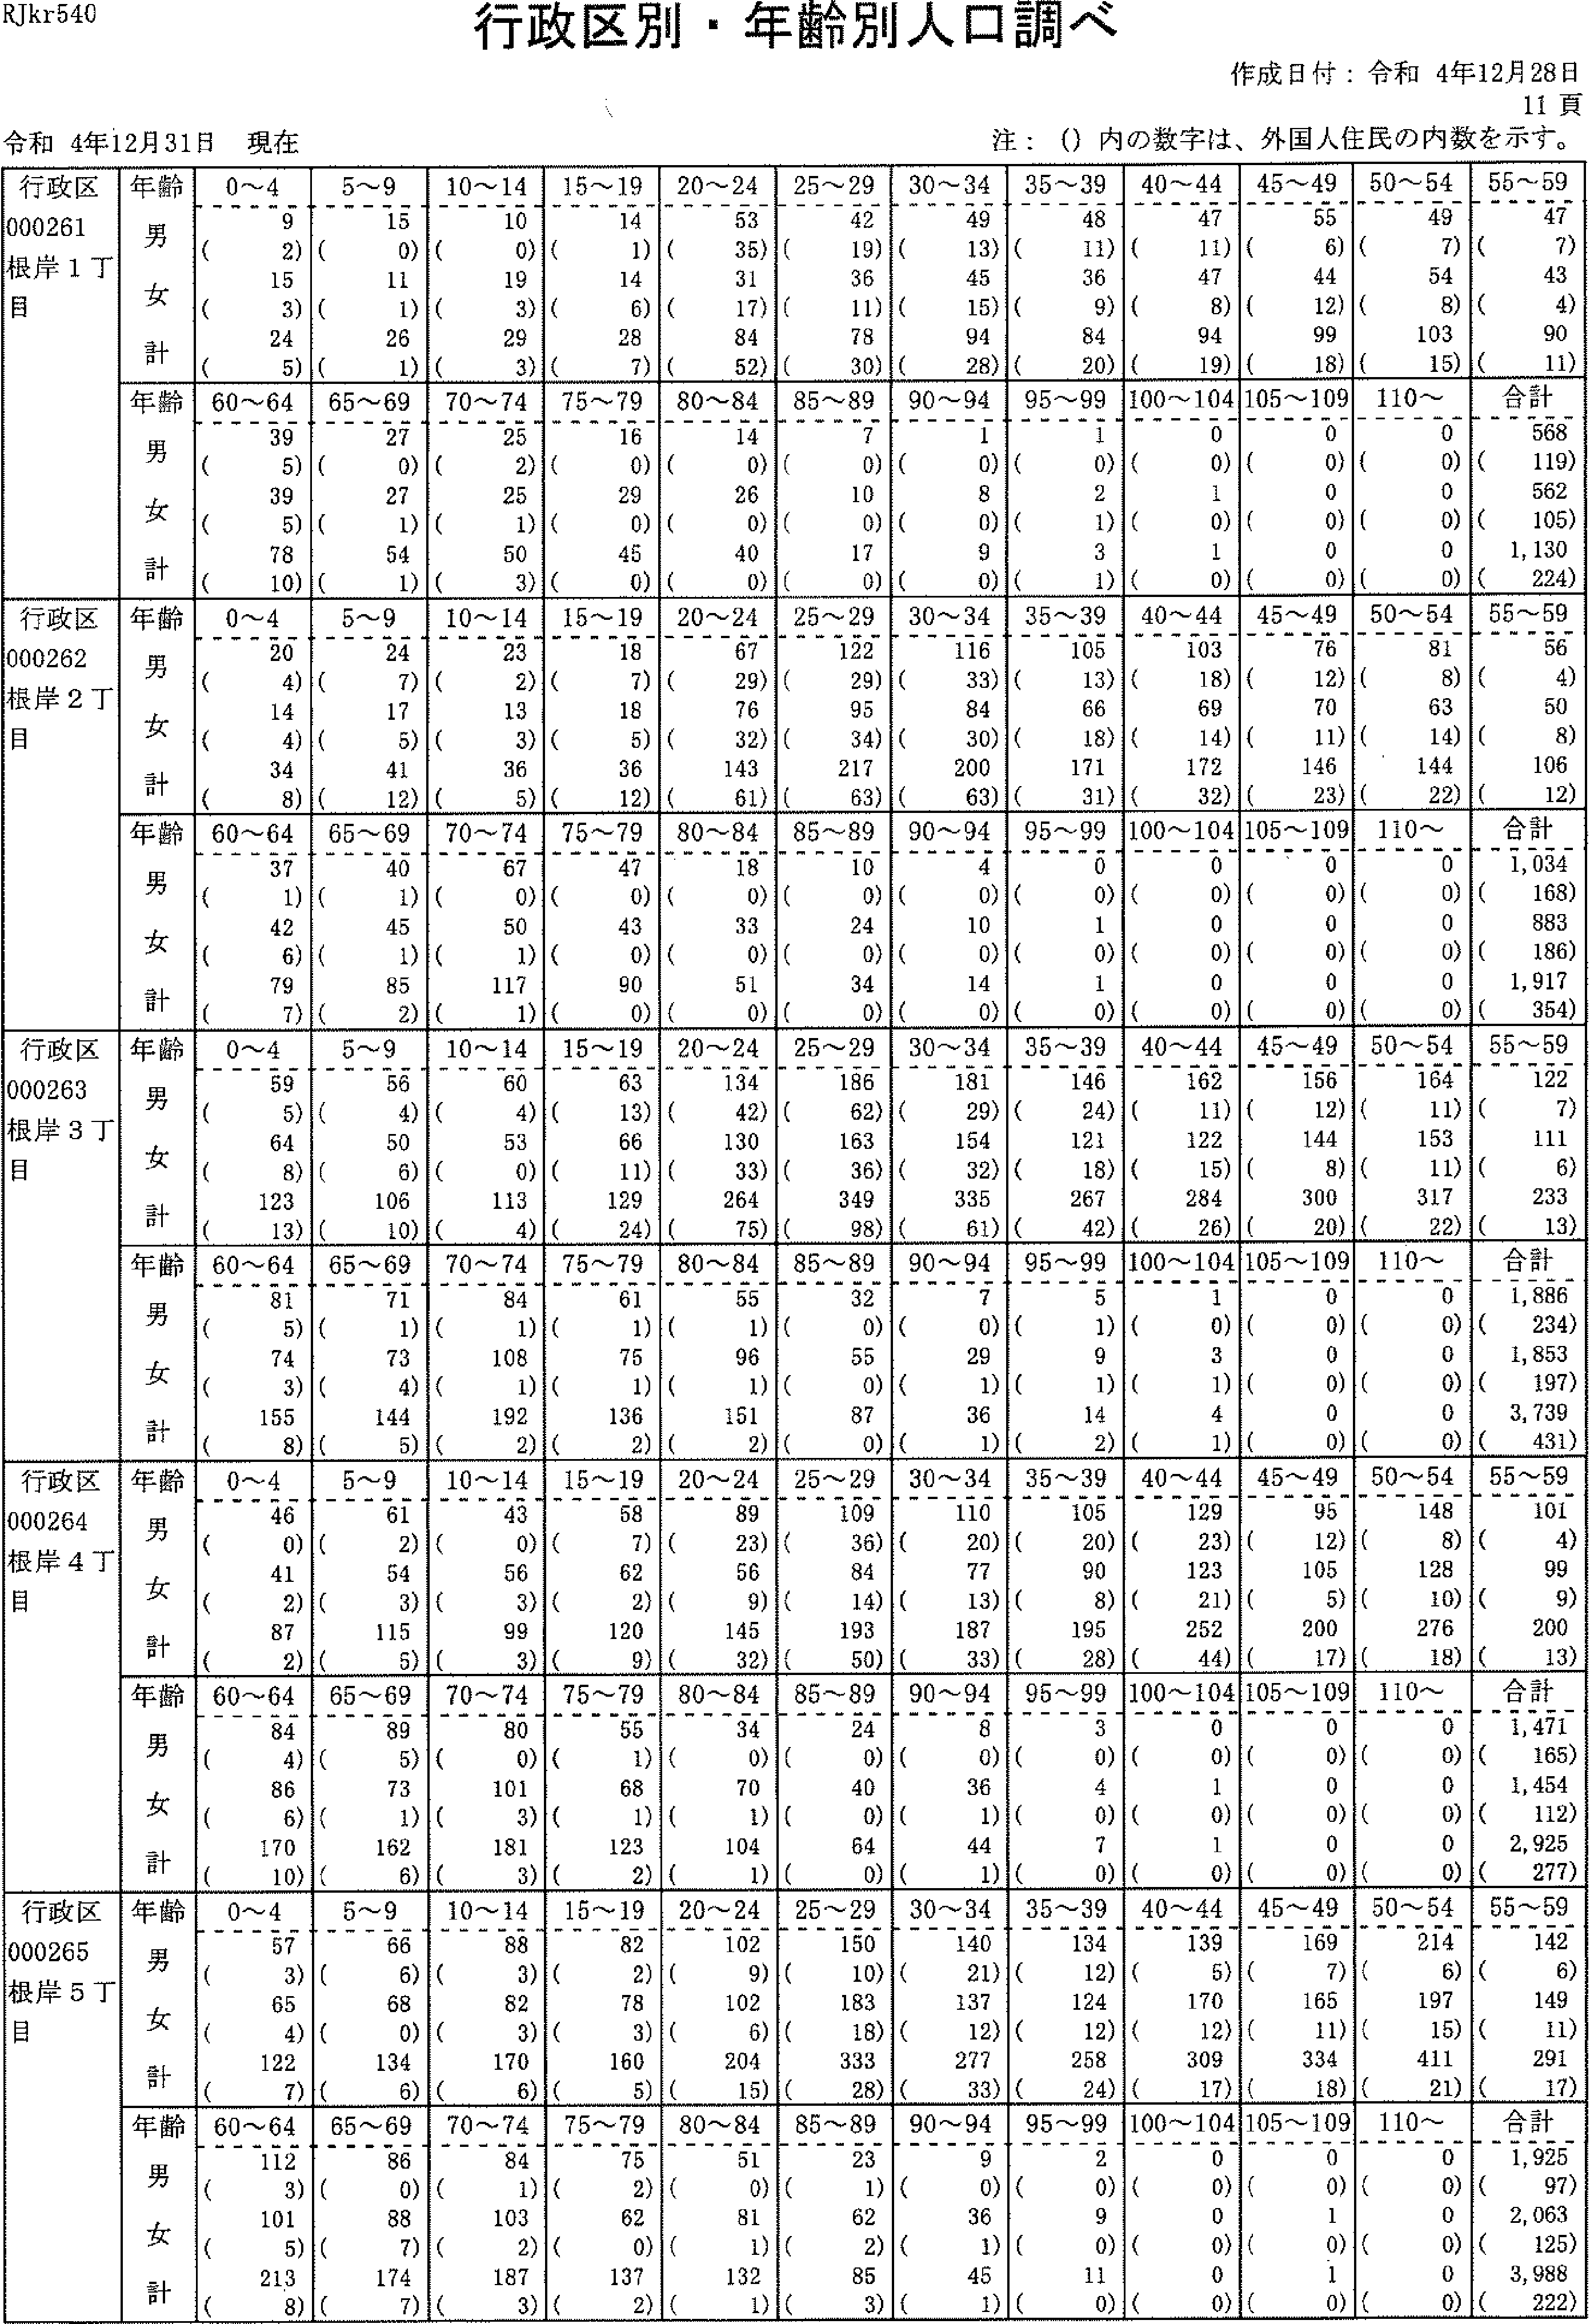 RJkr540
行政区別・年齢別人口調べ
作成日付：令和 4年12月28日
11 頁
令和 4年12月31日 現在
注： () 内の数字は、外国人住民の内数を示す。
行政区 年齢 0～4 5～9 10～14 15～19 20～24 25～29 30～34 35～39 40～44 45～49 50～54 55～59
000261 男 9 15 10 14 53 42 49 48 47 55 49 47
( 2) ( 0) ( 0) ( 1) ( 35) ( 19) ( 13) ( 11) ( 11) ( 6) ( 7) ( 7)
根岸１丁目 女 15 11 19 14 31 36 45 36 47 44 54 43
( 3) ( 1) ( 3) ( 6) ( 17) ( 11) ( 15) ( 9) ( 8) ( 12) ( 8) ( 4)
計 24 26 29 28 84 78 94 84 94 99 103 90
( 5) ( 1) ( 3) ( 7) ( 52) ( 30) ( 28) ( 20) ( 19) ( 18) ( 15) ( 11)
年齢 60～64 65～69 70～74 75～79 80～84 85～89 90～94 95～99 100～104 105～109 110～ 合計
男 39 27 25 16 14 7 1 1 0 0 0 568
( 5) ( 0) ( 2) ( 0) ( 0) ( 0) ( 0) ( 0) ( 0) ( 0) ( 0) ( 119)
女 39 27 25 29 26 10 8 2 1 0 0 562
( 5) ( 1) ( 1) ( 0) ( 0) ( 0) ( 0) ( 1) ( 0) ( 0) ( 0) ( 105)
計 78 54 50 45 40 17 9 3 1 0 0 1,130
( 10) ( 1) ( 3) ( 0) ( 0) ( 0) ( 0) ( 1) ( 0) ( 0) ( 0) ( 224)
行政区 年齢 0～4 5～9 10～14 15～19 20～24 25～29 30～34 35～39 40～44 45～49 50～54 55～59
000262 男 20 24 23 18 67 122 116 105 103 76 81 56
( 4) ( 7) ( 2) ( 7) ( 29) ( 29) ( 33) ( 13) ( 18) ( 12) ( 8) ( 4)
根岸２丁目 女 14 17 13 18 76 95 84 66 69 70 63 50
( 4) ( 5) ( 3) ( 5) ( 32) ( 34) ( 30) ( 18) ( 14) ( 11) ( 14) ( 8)
計 34 41 36 36 143 217 200 171 172 146 144 106
( 8) ( 12) ( 5) ( 12) ( 61) ( 63) ( 63) ( 31) ( 32) ( 23) ( 22) ( 12)
年齢 60～64 65～69 70～74 75～79 80～84 85～89 90～94 95～99 100～104 105～109 110～ 合計
男 37 40 67 47 18 10 4 0 0 0 0 1,034
( 1) ( 1) ( 0) ( 0) ( 0) ( 0) ( 0) ( 0) ( 0) ( 0) ( 0) ( 168)
女 42 45 50 43 33 24 10 1 0 0 0 883
( 6) ( 1) ( 1) ( 0) ( 0) ( 0) ( 0) ( 0) ( 0) ( 0) ( 0) ( 186)
計 79 85 117 90 51 34 14 1 0 0 0 1,917
( 7) ( 2) ( 1) ( 0) ( 0) ( 0) ( 0) ( 0) ( 0) ( 0) ( 0) ( 354)
行政区 年齢 0～4 5～9 10～14 15～19 20～24 25～29 30～34 35～39 40～44 45～49 50～54 55～59
000263 男 59 56 60 63 134 186 181 146 162 156 164 122
( 5) ( 4) ( 4) ( 13) ( 42) ( 62) ( 29) ( 24) ( 11) ( 12) ( 11) ( 7)
根岸３丁目 女 64 50 53 66 130 163 154 121 122 144 153 111
( 8) ( 6) ( 0) ( 11) ( 33) ( 36) ( 32) ( 18) ( 15) ( 8) ( 11) ( 6)
計 123 106 113 129 264 349 335 267 284 300 317 233
( 13) ( 10) ( 4) ( 24) ( 75) ( 98) ( 61) ( 42) ( 26) ( 20) ( 22) ( 13)
年齢 60～64 65～69 70～74 75～79 80～84 85～89 90～94 95～99 100～104 105～109 110～ 合計
男 81 71 84 61 55 32 7 5 1 0 0 1,886
( 5) ( 1) ( 1) ( 1) ( 1) ( 0) ( 0) ( 1) ( 0) ( 0) ( 0) ( 234)
女 74 73 108 75 96 55 29 9 3 0 0 1,853
( 3) ( 4) ( 1) ( 1) ( 1) ( 0) ( 1) ( 1) ( 1) ( 0) ( 0) ( 197)
計 155 144 192 136 151 87 36 14 4 0 0 3,739
( 8) ( 5) ( 2) ( 2) ( 2) ( 0) ( 1) ( 2) ( 1) ( 0) ( 0) ( 431)
行政区 年齢 0～4 5～9 10～14 15～19 20～24 25～29 30～34 35～39 40～44 45～49 50～54 55～59
000264 男 46 61 43 58 89 109 110 105 129 95 148 101
( 0) ( 2) ( 0) ( 7) ( 23) ( 36) ( 20) ( 20) ( 23) ( 12) ( 8) ( 4)
根岸４丁目 女 41 54 56 62 56 84 77 90 123 105 128 99
( 2) ( 3) ( 3) ( 2) ( 9) ( 14) ( 13) ( 8) ( 21) ( 5) ( 10) ( 9)
計 87 115 99 120 145 193 187 195 252 200 276 200
( 2) ( 5) ( 3) ( 9) ( 32) ( 50) ( 33) ( 28) ( 44) ( 17) ( 18) ( 13)
年齢 60～64 65～69 70～74 75～79 80～84 85～89 90～94 95～99 100～104 105～109 110～ 合計
男 84 89 80 55 34 24 8 3 0 0 0 1,471
( 4) ( 5) ( 0) ( 1) ( 0) ( 0) ( 0) ( 0) ( 0) ( 0) ( 0) ( 165)
女 86 73 101 68 70 40 36 4 1 0 0 1,454
( 6) ( 1) ( 3) ( 1) ( 1) ( 0) ( 1) ( 0) ( 0) ( 0) ( 0) ( 112)
計 170 162 181 123 104 64 44 7 1 0 0 2,925
( 10) ( 6) ( 3) ( 2) ( 1) ( 0) ( 1) ( 0) ( 0) ( 0) ( 0) ( 277)
行政区 年齢 0～4 5～9 10～14 15～19 20～24 25～29 30～34 35～39 40～44 45～49 50～54 55～59
000265 男 57 66 88 82 102 150 140 134 139 169 214 142
( 3) ( 6) ( 3) ( 2) ( 9) ( 10) ( 21) ( 12) ( 5) ( 7) ( 6) ( 6)
根岸５丁目 女 65 68 82 78 102 183 137 124 170 165 197 149
( 4) ( 0) ( 3) ( 3) ( 6) ( 18) ( 12) ( 12) ( 12) ( 11) ( 15) ( 11)
計 122 134 170 160 204 333 277 258 309 334 411 291
( 7) ( 6) ( 6) ( 5) ( 15) ( 28) ( 33) ( 24) ( 17) ( 18) ( 21) ( 17)
年齢 60～64 65～69 70～74 75～79 80～84 85～89 90～94 95～99 100～104 105～109 110～ 合計
男 112 86 84 75 51 23 9 2 0 0 0 1,925
( 3) ( 0) ( 1) ( 2) ( 0) ( 1) ( 0) ( 0) ( 0) ( 0) ( 0) ( 97)
女 101 88 103 62 81 62 36 9 0 1 0 2,063
( 5) ( 7) ( 2) ( 0) ( 1) ( 2) ( 1) ( 0) ( 0) ( 0) ( 0) ( 125)
計 213 174 187 137 132 85 45 11 0 1 0 3,988
( 8) ( 7) ( 3) ( 2) ( 1) ( 3) ( 1) ( 0) ( 0) ( 0) ( 0) ( 222)